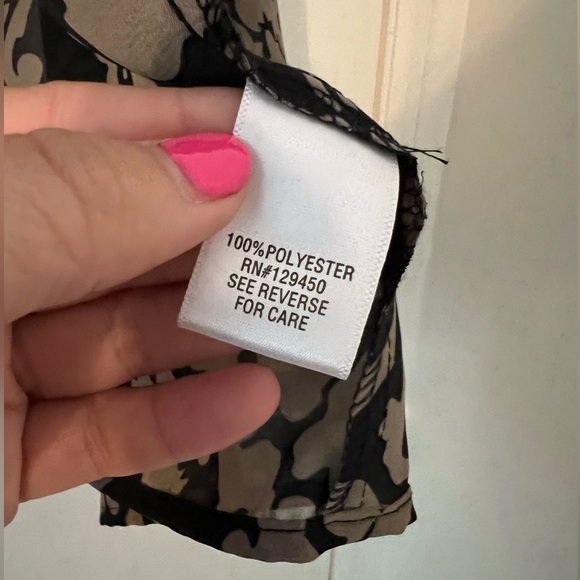 100%POLYESTER
RN#129450
SEE REVERSE
FOR CARE